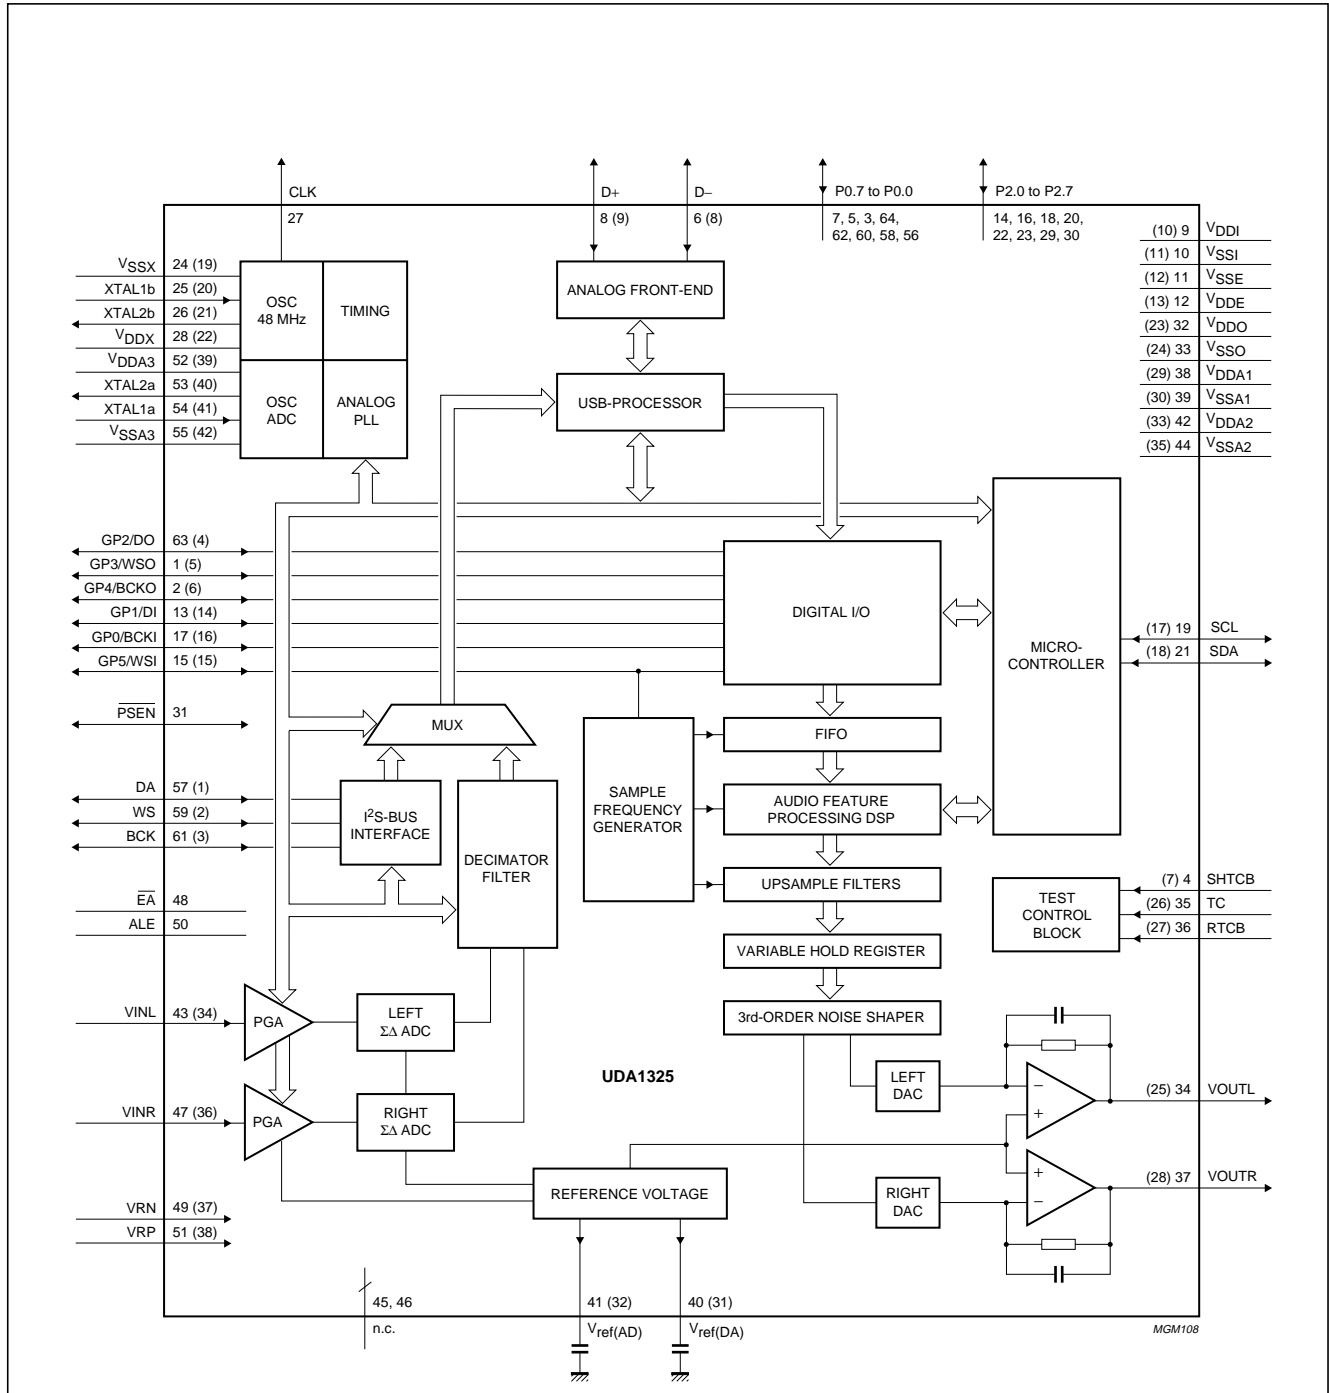 CLK
D+
D−
P0.7 to P0.0
P2.0 to P2.7
27
8 (9)
6 (8)
7, 5, 3, 64,
62, 60, 58, 56
14, 16, 18, 20,
22, 23, 29, 30
VSSX 24 (19)
XTAL1b 25 (20)
XTAL2b 26 (21)
VDDX 28 (22)
VDDA3 52 (39)
XTAL2a 53 (40)
XTAL1a 54 (41)
VSSA3 55 (42)
OSC
48 MHz
TIMING
OSC
ADC
ANALOG
PLL
ANALOG FRONT-END
USB-PROCESSOR
(10) 9 VDDI
(11) 10 VSSI
(12) 11 VSSE
(13) 12 VDDE
(23) 32 VDDO
(24) 33 VSSO
(29) 38 VDDA1
(30) 39 VSSA1
(33) 42 VDDA2
(35) 44 VSSA2
GP2/DO 63 (4)
GP3/WSO 1 (5)
GP4/BCKO 2 (6)
GP1/DI 13 (14)
GP0/BCKI 17 (16)
GP5/WSI 15 (15)
PSEN 31
DIGITAL I/O
MICRO-
CONTROLLER
(17) 19 SCL
(18) 21 SDA
MUX
FIFO
DA 57 (1)
WS 59 (2)
BCK 61 (3)
I2S-BUS
INTERFACE
DECIMATOR
FILTER
SAMPLE
FREQUENCY
GENERATOR
AUDIO FEATURE
PROCESSING DSP
UPSAMPLE FILTERS
EA 48
ALE 50
TEST
CONTROL
BLOCK
(7) 4 SHTCB
(26) 35 TC
(27) 36 RTCB
VARIABLE HOLD REGISTER
3rd-ORDER NOISE SHAPER
VINL 43 (34)
PGA
LEFT
ΣΔ ADC
UDA1325
LEFT
DAC
−
+
(25) 34 VOUTL
VINR 47 (36)
PGA
RIGHT
ΣΔ ADC
REFERENCE VOLTAGE
RIGHT
DAC
+
−
(28) 37 VOUTR
VRN 49 (37)
VRP 51 (38)
45, 46
n.c.
41 (32)
Vref(AD)
40 (31)
Vref(DA)
MGM108